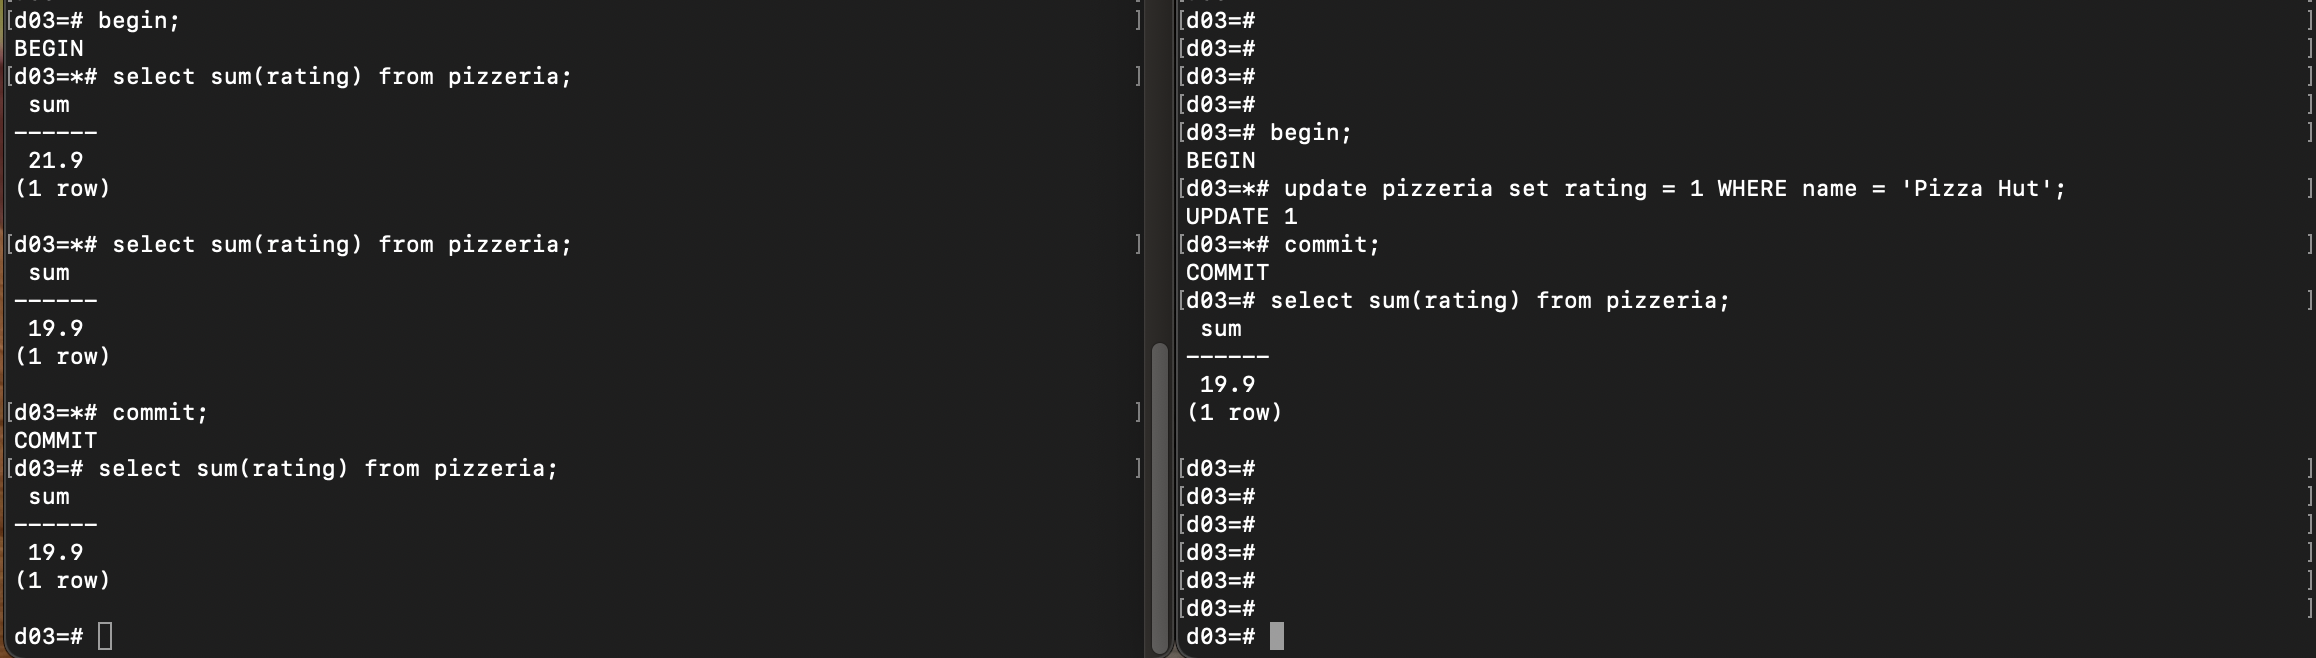 [d03=# begin; ]
BEGIN
[d03=*# select sum(rating) from pizzeria; ]
 sum
------
 21.9
(1 row)
[d03=*# select sum(rating) from pizzeria; ]
 sum
------
 19.9
(1 row)
[d03=*# commit; ]
COMMIT
[d03=# select sum(rating) from pizzeria; ]
 sum
------
 19.9
(1 row)
d03=#
[d03=# ]
[d03=# ]
[d03=# ]
[d03=# ]
[d03=# begin; ]
BEGIN
[d03=*# update pizzeria set rating = 1 WHERE name = 'Pizza Hut'; ]
UPDATE 1
[d03=*# commit; ]
COMMIT
[d03=# select sum(rating) from pizzeria; ]
 sum
------
 19.9
(1 row)
[d03=# ]
[d03=# ]
[d03=# ]
[d03=# ]
[d03=# ]
[d03=# ]
d03=#